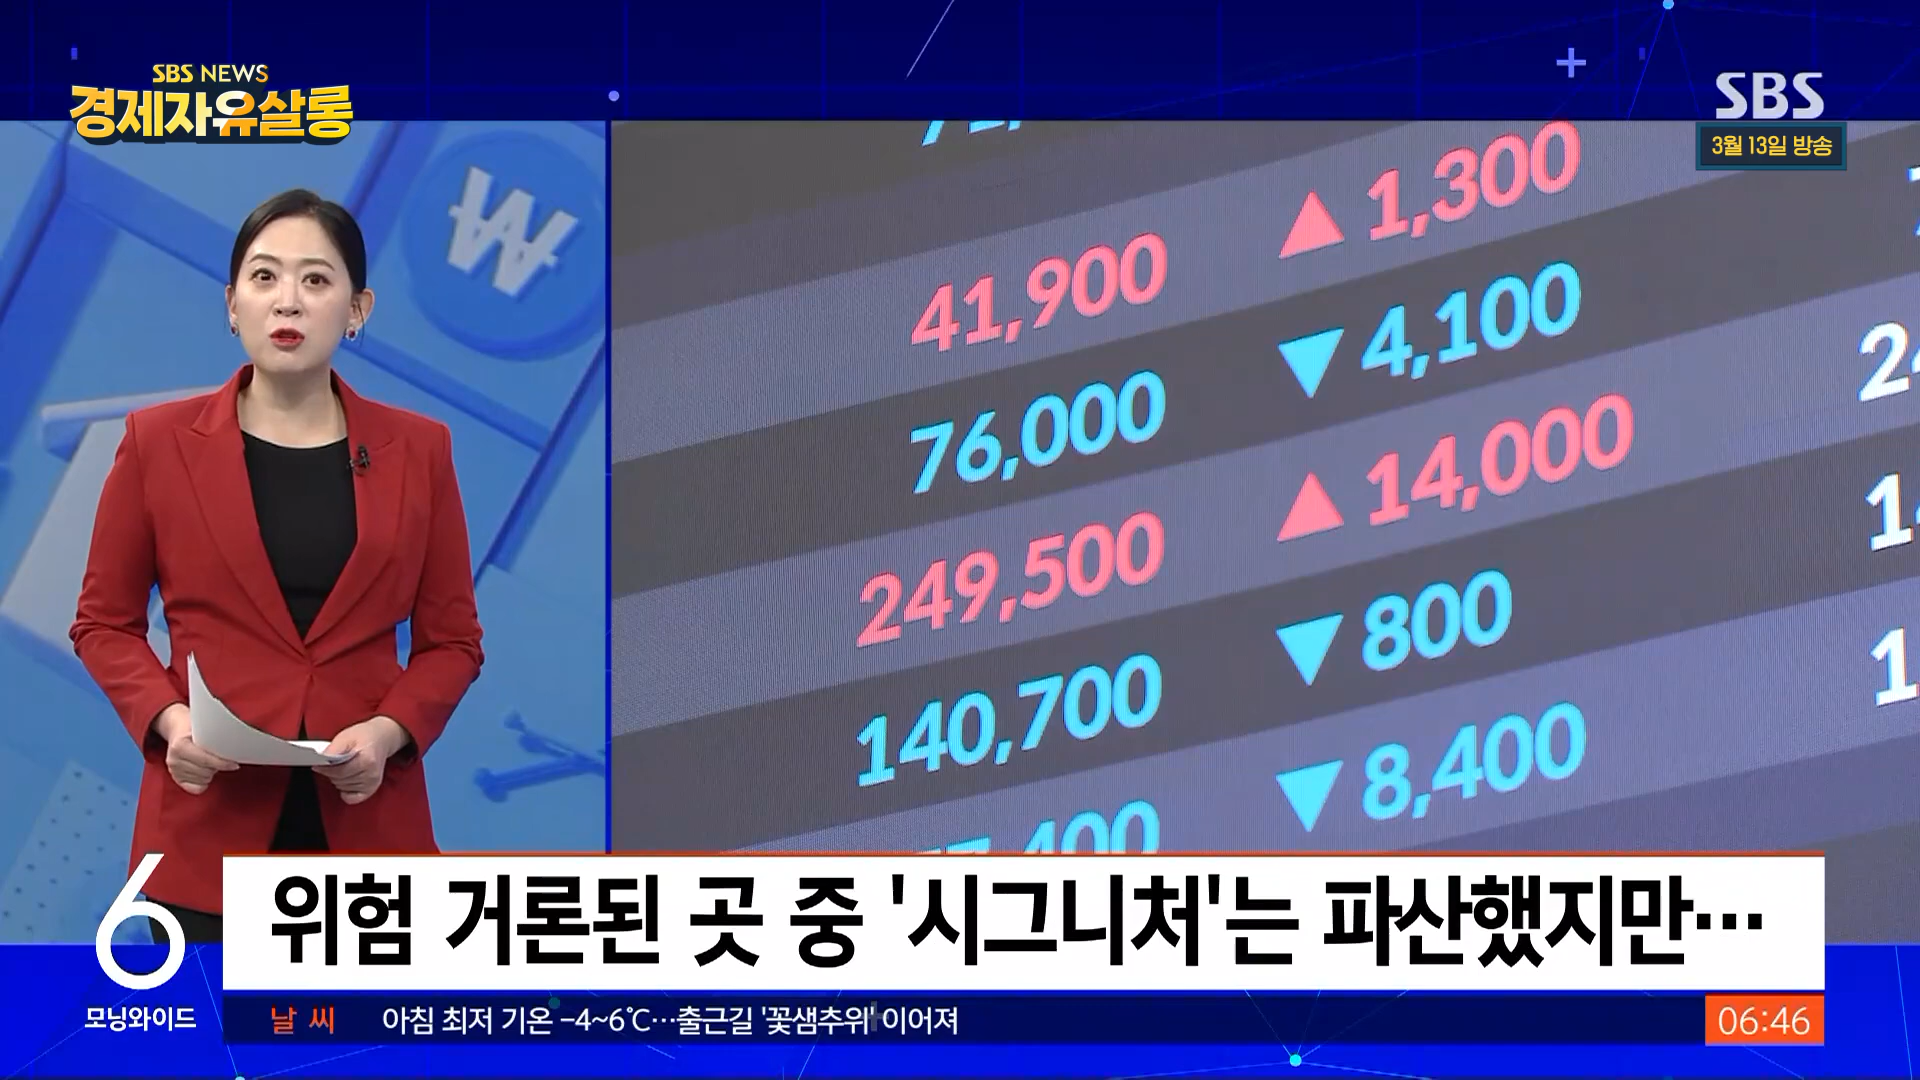 SBS NEWS
경제자유살롱
SBS
3월 13일 방송
₩
41,900 ▲ 1,300
76,000 ▼ 4,100
249,500 ▲ 14,000
140,700 ▼ 800
▼ 8,400
위험 거론된 곳 중 '시그니처'는 파산했지만…
6
모닝와이드
날씨 아침 최저 기온 –4~6℃…출근길 '꽃샘추위' 이어져
06:46